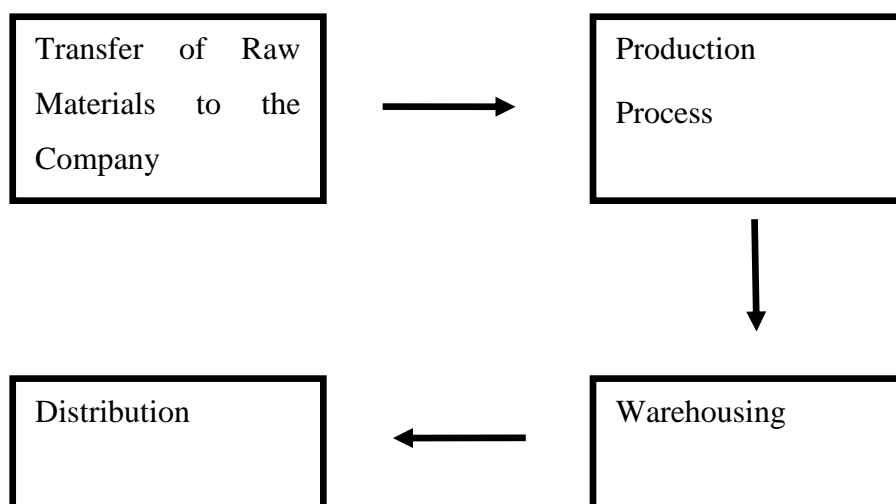 Transfer of Raw
Materials to the
Company
Production
Process
Warehousing
Distribution